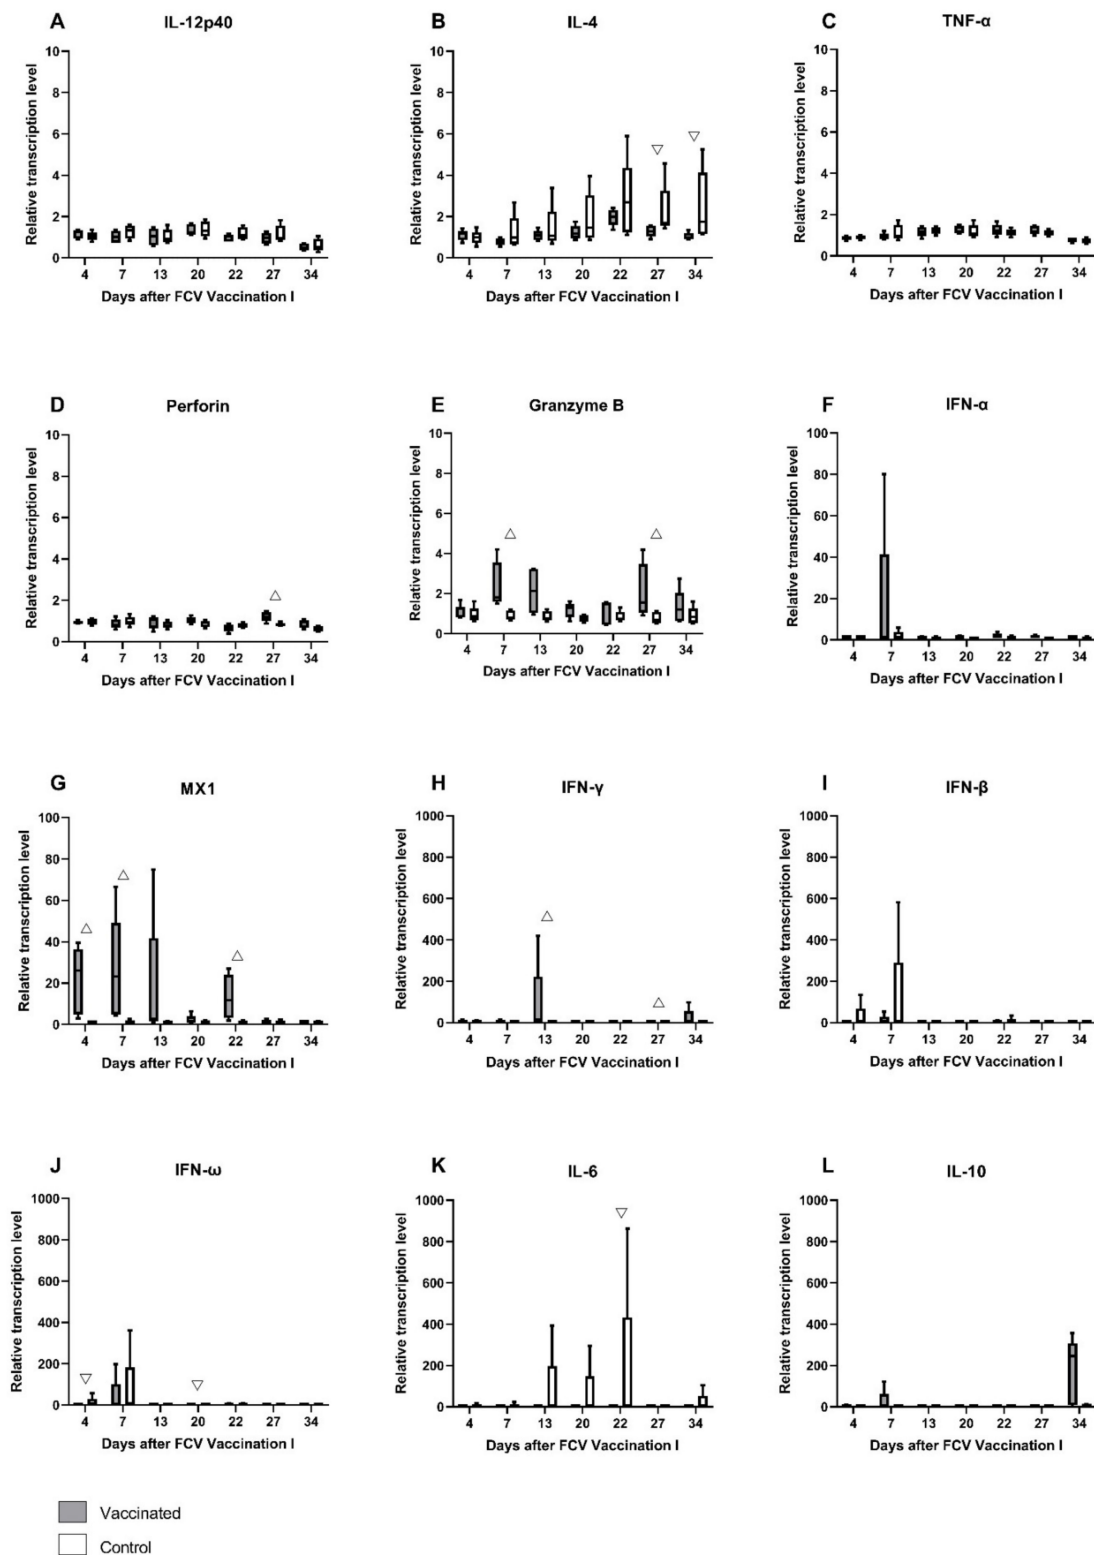 A IL-12p40
Relative transcription level
10
8
6
4
2
0
4 7 13 20 22 27 34
Days after FCV Vaccination I
B IL-4
Relative transcription level
10
8
6
4
2
0
4 7 13 20 22 27 34
Days after FCV Vaccination I
C TNF-α
Relative transcription level
10
8
6
4
2
0
4 7 13 20 22 27 34
Days after FCV Vaccination I
D Perforin
Relative transcription level
10
8
6
4
2
0
4 7 13 20 22 27 34
Days after FCV Vaccination I
E Granzyme B
Relative transcription level
10
8
6
4
2
0
4 7 13 20 22 27 34
Days after FCV Vaccination I
F IFN-α
Relative transcription level
100
80
60
40
20
0
4 7 13 20 22 27 34
Days after FCV Vaccination I
G MX1
Relative transcription level
100
80
60
40
20
0
4 7 13 20 22 27 34
Days after FCV Vaccination I
H IFN-γ
Relative transcription level
1000
800
600
400
200
0
4 7 13 20 22 27 34
Days after FCV Vaccination I
I IFN-β
Relative transcription level
1000
800
600
400
200
0
4 7 13 20 22 27 34
Days after FCV Vaccination I
J IFN-ω
Relative transcription level
1000
800
600
400
200
0
4 7 13 20 22 27 34
Days after FCV Vaccination I
K IL-6
Relative transcription level
1000
800
600
400
200
0
4 7 13 20 22 27 34
Days after FCV Vaccination I
L IL-10
Relative transcription level
1000
800
600
400
200
0
4 7 13 20 22 27 34
Days after FCV Vaccination I
Vaccinated
Control